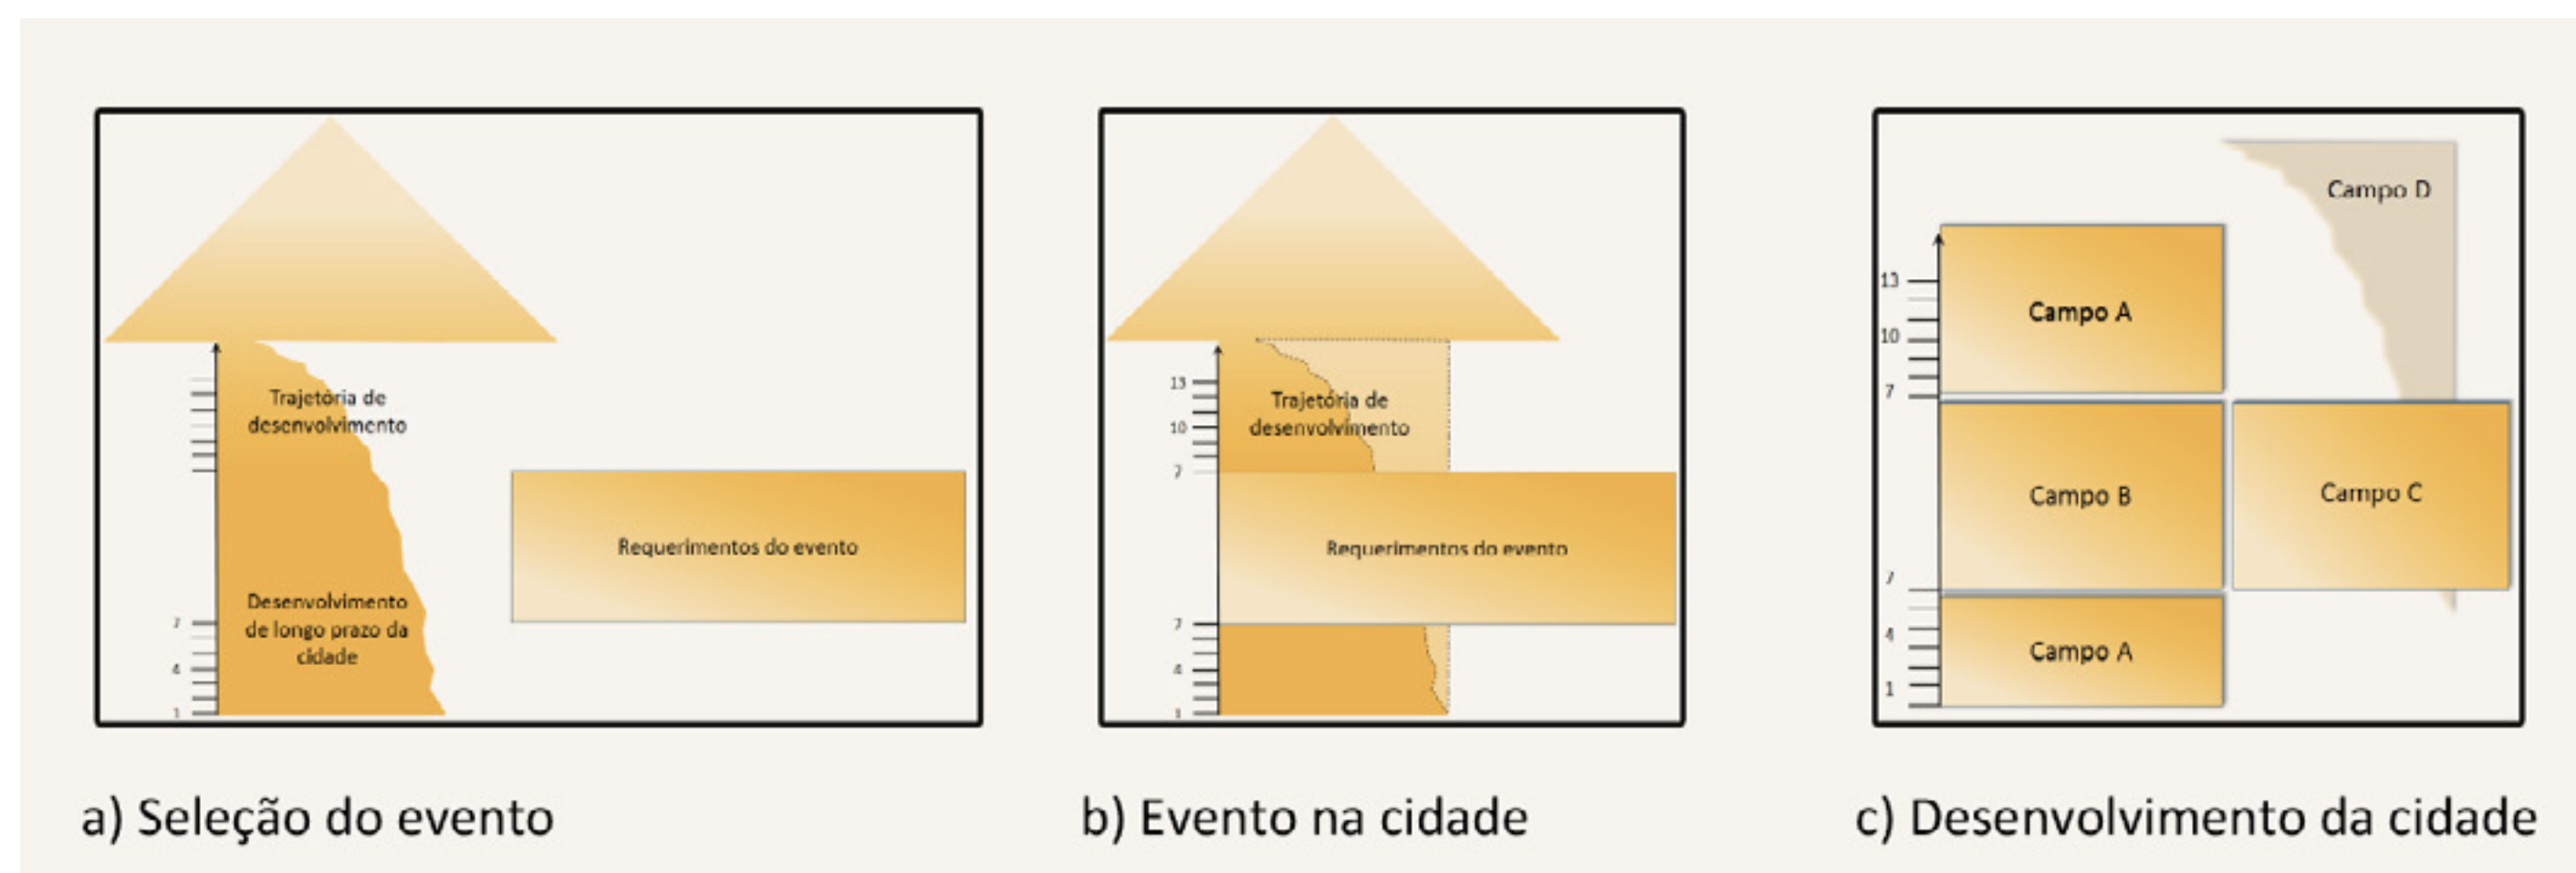 Trajetória de
desenvolvimento
Desenvolvimento
de longo prazo da
cidade
7
4
1
Requerimentos do evento
a) Seleção do evento
13
10
7
Trajetória de
desenvolvimento
Requerimentos do evento
7
4
1
b) Evento na cidade
Campo D
13
10
7
Campo A
Campo B
Campo C
7
4
1
Campo A
c) Desenvolvimento da cidade